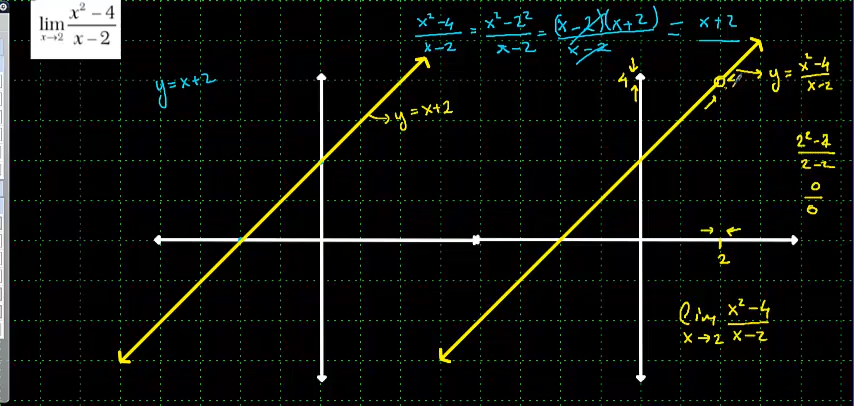 lim x→2 x² − 4 / x − 2
x²−4 / x−2 = x²−2² / x−2 = (x−2)(x+2) / x−2 = x+2
y = x+2
y = x+2
4
y = x²−4 / x−2
2²−2 / 2−2
0 / 0
2
lim x→2 x²−4 / x−2